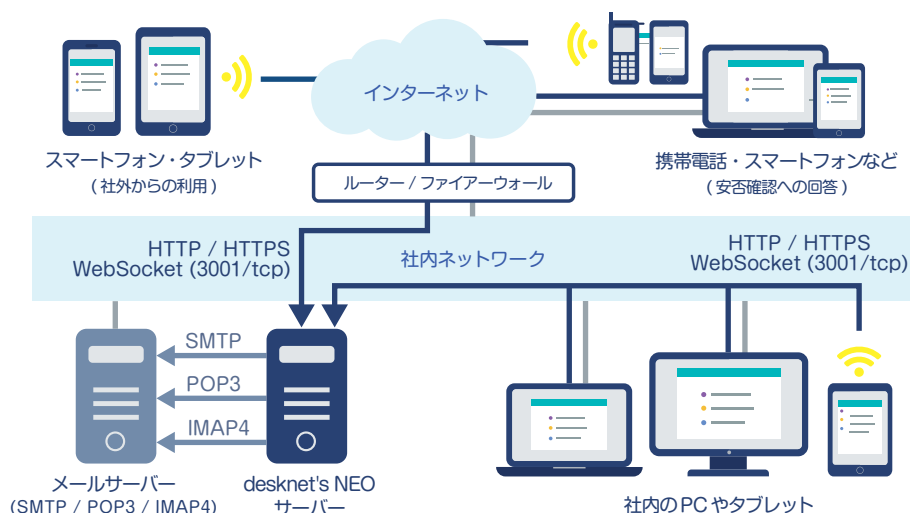 インターネット
スマートフォン・タブレット
(社外からの利用)
携帯電話・スマートフォンなど
(安否確認への回答)
ルーター / ファイアーウォール
HTTP / HTTPS
WebSocket (3001/tcp)
社内ネットワーク
HTTP / HTTPS
WebSocket (3001/tcp)
SMTP
POP3
IMAP4
メールサーバー
(SMTP / POP3 / IMAP4)
desknet's NEO
サーバー
社内のPCやタブレット